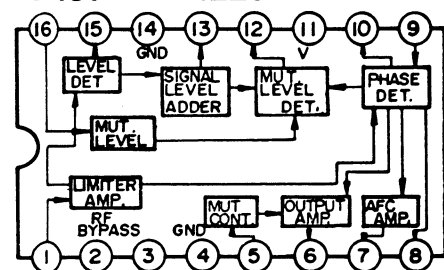 16 15 14 13 12 11 10 9
GND
V
LEVEL
DET
SIGNAL
LEVEL
ADDER
MUT.
LEVEL
DET.
PHASE
DET.
MUT.
LEVEL
LIMITER
AMP.
RF
BYPASS
GND
MUT
CONT.
OUTPUT
AMP.
AFC
AMP.
1 2 3 4 5 6 7 8